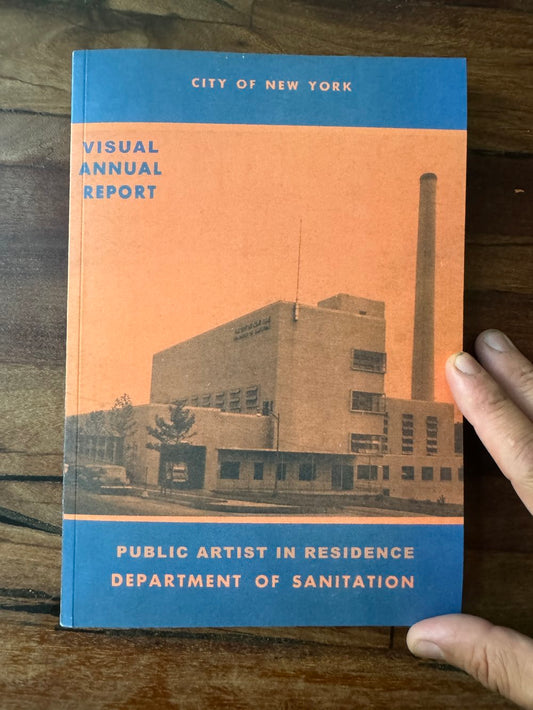 CITY OF NEW YORK
VISUAL
ANNUAL
REPORT
PUBLIC ARTIST IN RESIDENCE
DEPARTMENT OF SANITATION